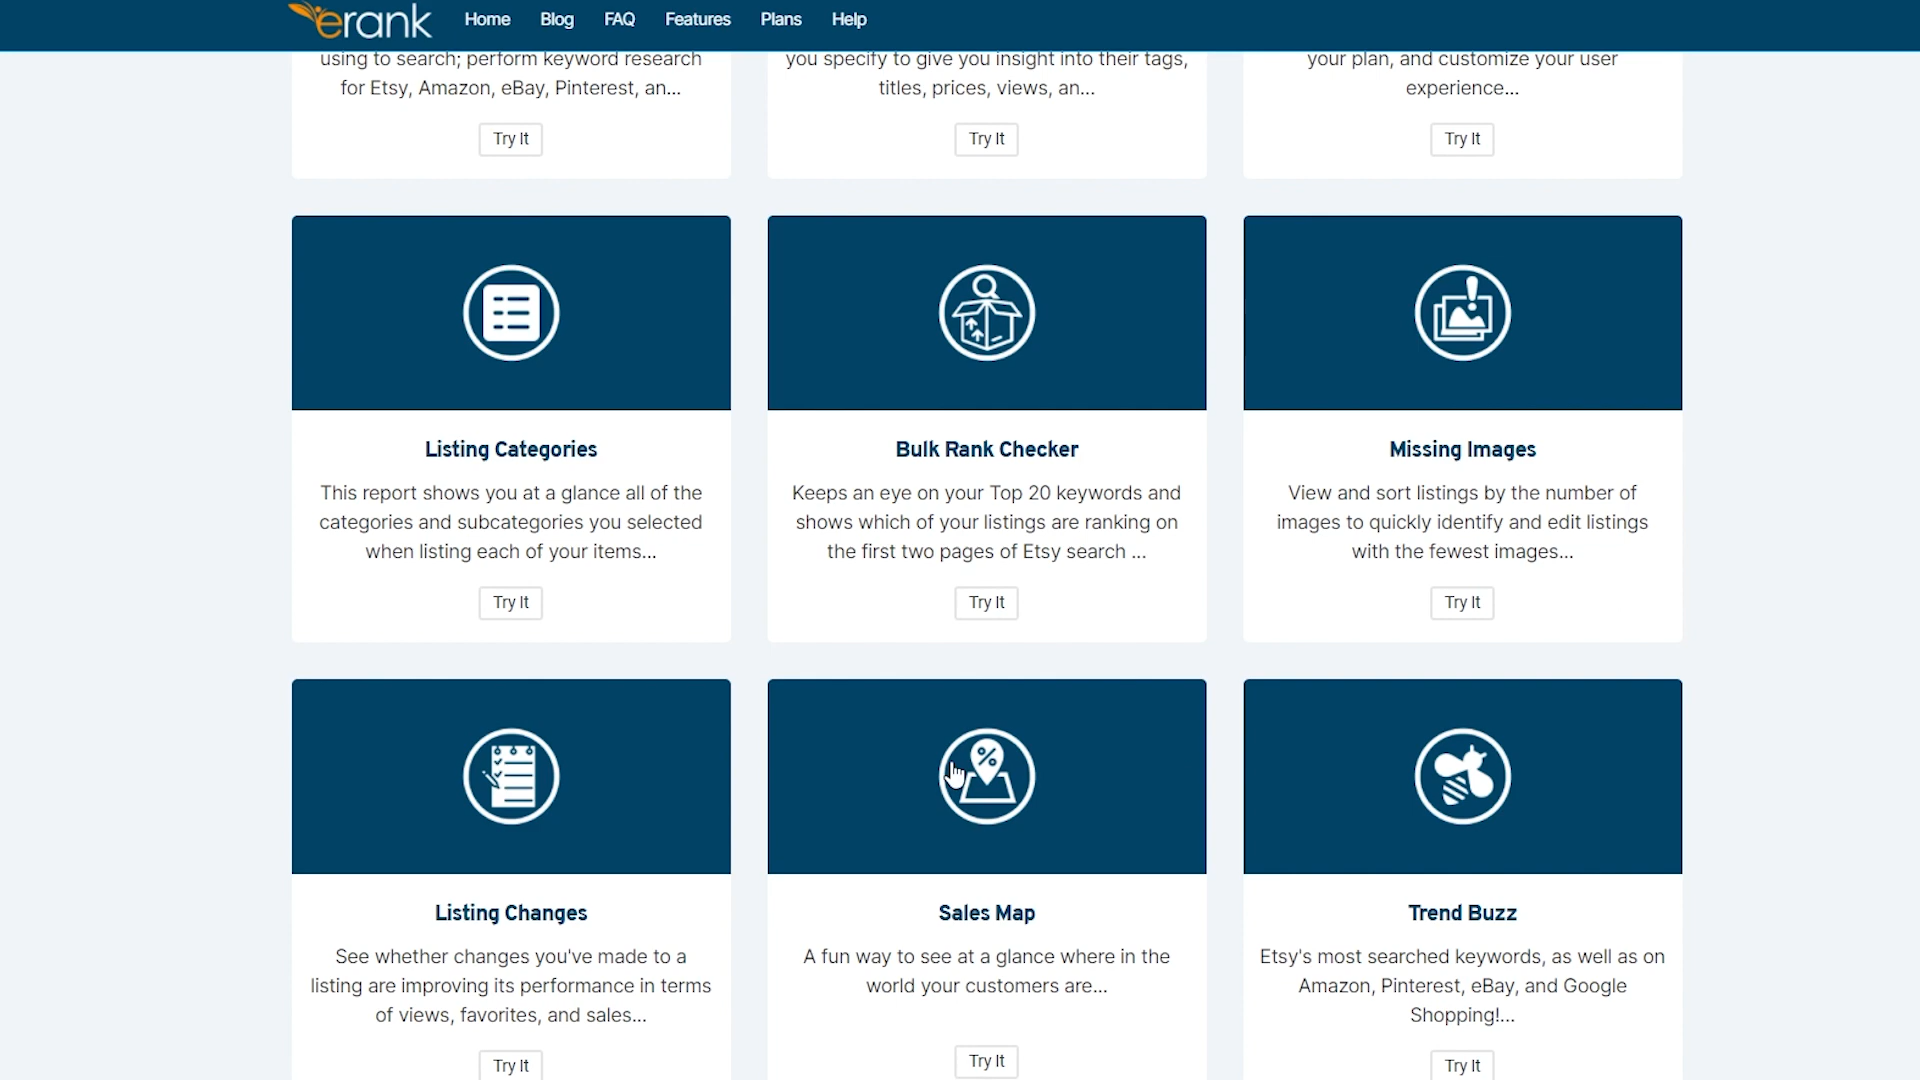 erank
Home Blog FAQ Features Plans Help
using to search; perform keyword research
for Etsy, Amazon, eBay, Pinterest, an...
Try It
you specify to give you insight into their tags,
titles, prices, views, an...
Try It
your plan, and customize your user
experience...
Try It
Listing Categories
This report shows you at a glance all of the
categories and subcategories you selected
when listing each of your items...
Try It
Bulk Rank Checker
Keeps an eye on your Top 20 keywords and
shows which of your listings are ranking on
the first two pages of Etsy search ...
Try It
Missing Images
View and sort listings by the number of
images to quickly identify and edit listings
with the fewest images...
Try It
Listing Changes
See whether changes you've made to a
listing are improving its performance in terms
of views, favorites, and sales...
Try It
%
Sales Map
A fun way to see at a glance where in the
world your customers are...
Try It
Trend Buzz
Etsy's most searched keywords, as well as on
Amazon, Pinterest, eBay, and Google
Shopping!...
Try It